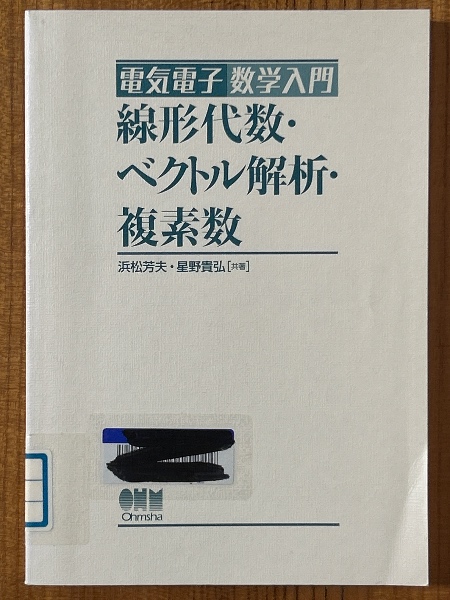 電気電子 数学入門
線形代数・
ベクトル解析・
複素数
浜松芳夫・星野貴弘[共著]
OHM
Ohmsha